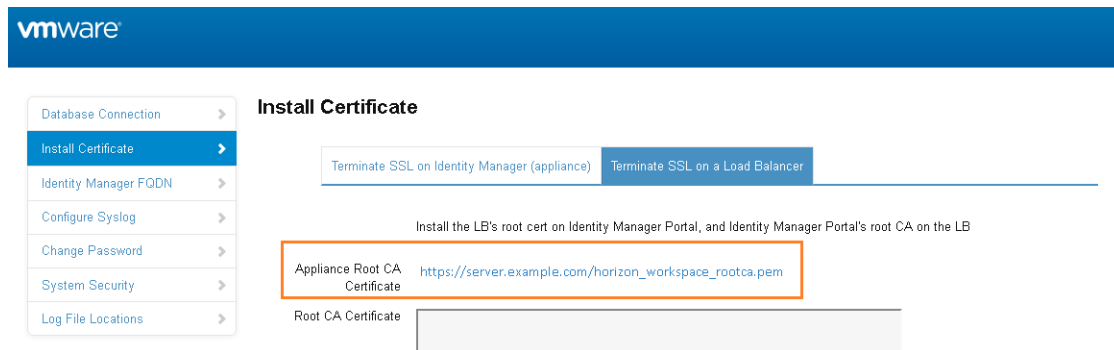 vmware®
Install Certificate
Database Connection
Install Certificate
Identity Manager FQDN
Configure Syslog
Change Password
System Security
Log File Locations
Terminate SSL on Identity Manager (appliance)
Terminate SSL on a Load Balancer
Install the LB's root cert on Identity Manager Portal, and Identity Manager Portal's root CA on the LB
Appliance Root CA
Certificate
https://server.example.com/horizon_workspace_rootca.pem
Root CA Certificate